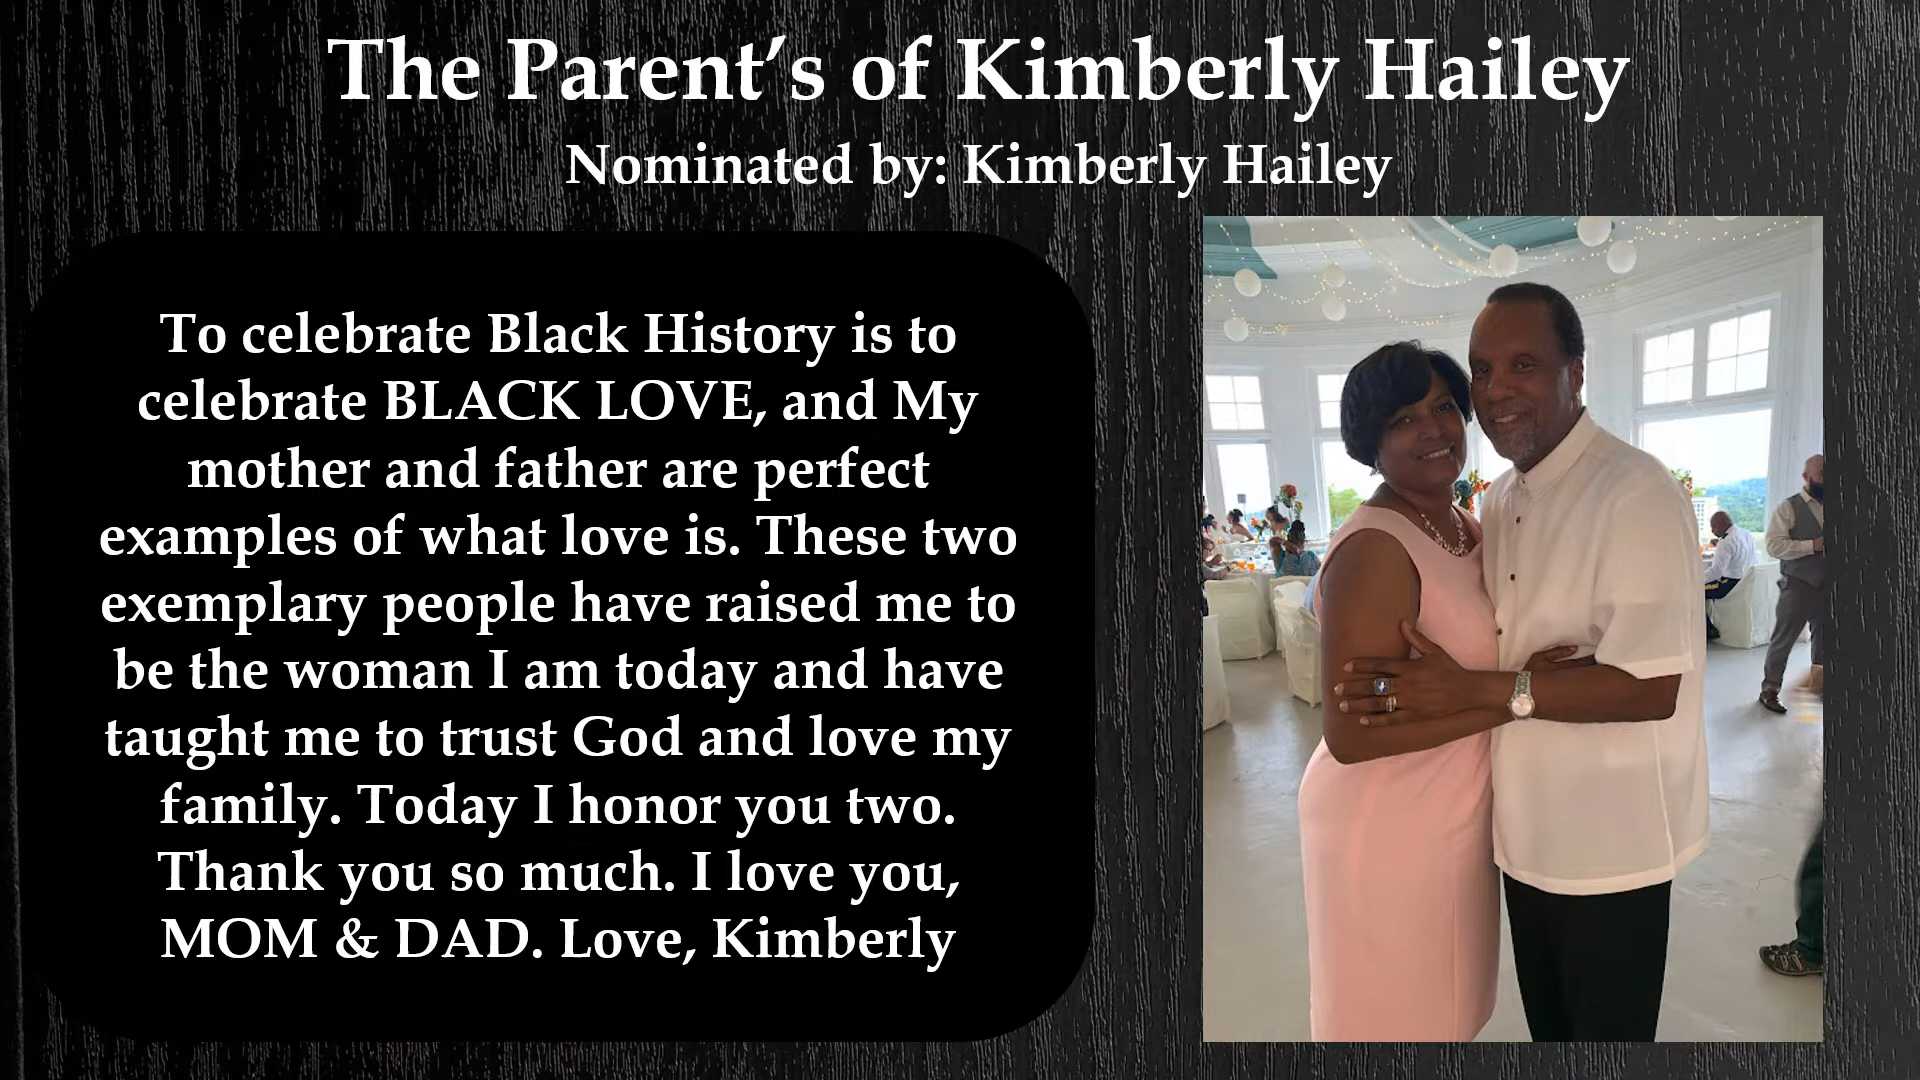 The Parent’s of Kimberly Hailey
Nominated by: Kimberly Hailey
To celebrate Black History is to
celebrate BLACK LOVE, and My
mother and father are perfect
examples of what love is. These two
exemplary people have raised me to
be the woman I am today and have
taught me to trust God and love my
family. Today I honor you two.
Thank you so much. I love you,
MOM & DAD. Love, Kimberly